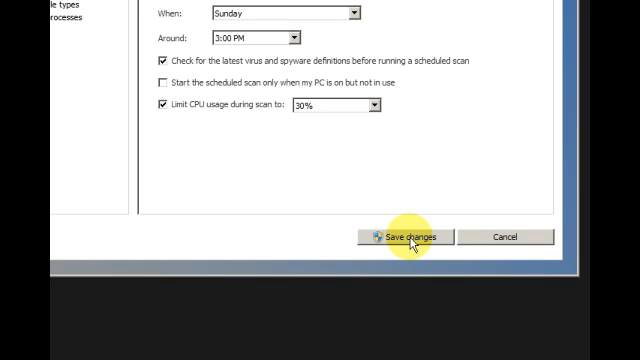 le types
rocesses
When: Sunday
Around: 3:00 PM
Check for the latest virus and spyware definitions before running a scheduled scan
Start the scheduled scan only when my PC is on but not in use
Limit CPU usage during scan to: 30%
Save changes Cancel